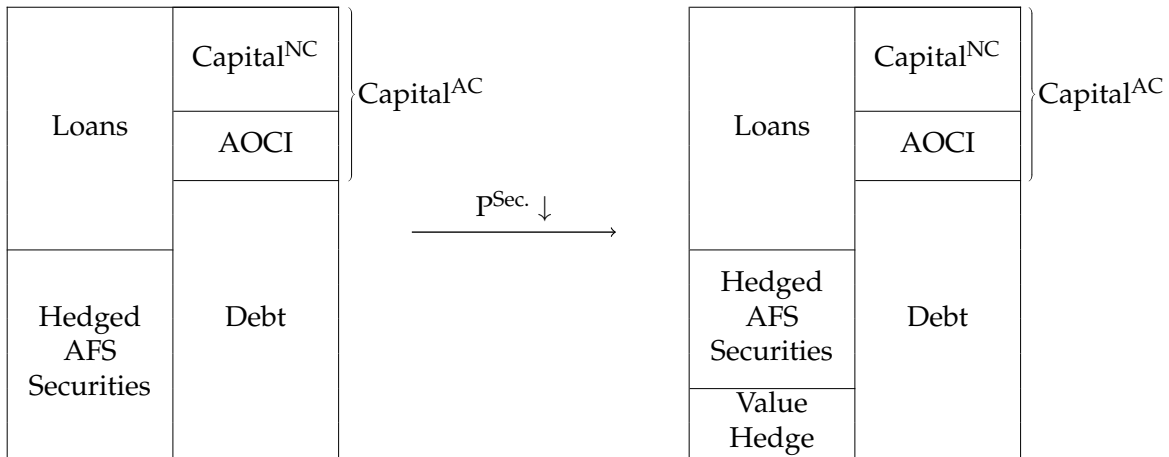 Capital^NC
Capital^AC
Loans
AOCI
Hedged
AFS
Securities
Debt
P^Sec. ↓
Capital^NC
Capital^AC
Loans
AOCI
Hedged
AFS
Securities
Debt
Value
Hedge